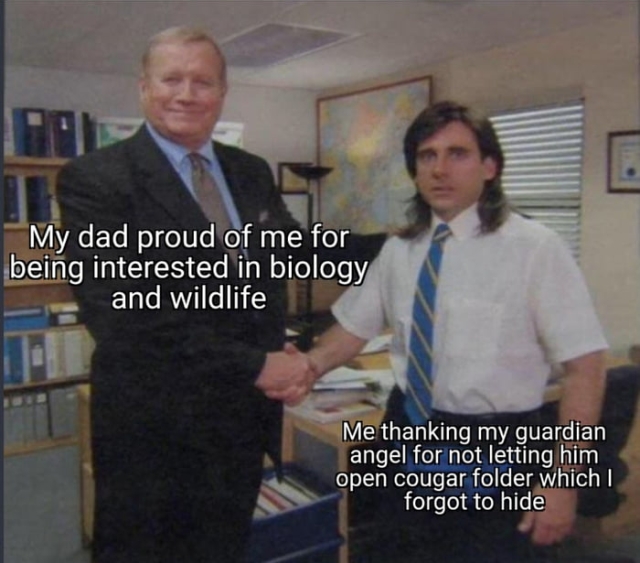 My dad proud of me for
being interested in biology
and wildlife
Me thanking my guardian
angel for not letting him
open cougar folder which I
forgot to hide